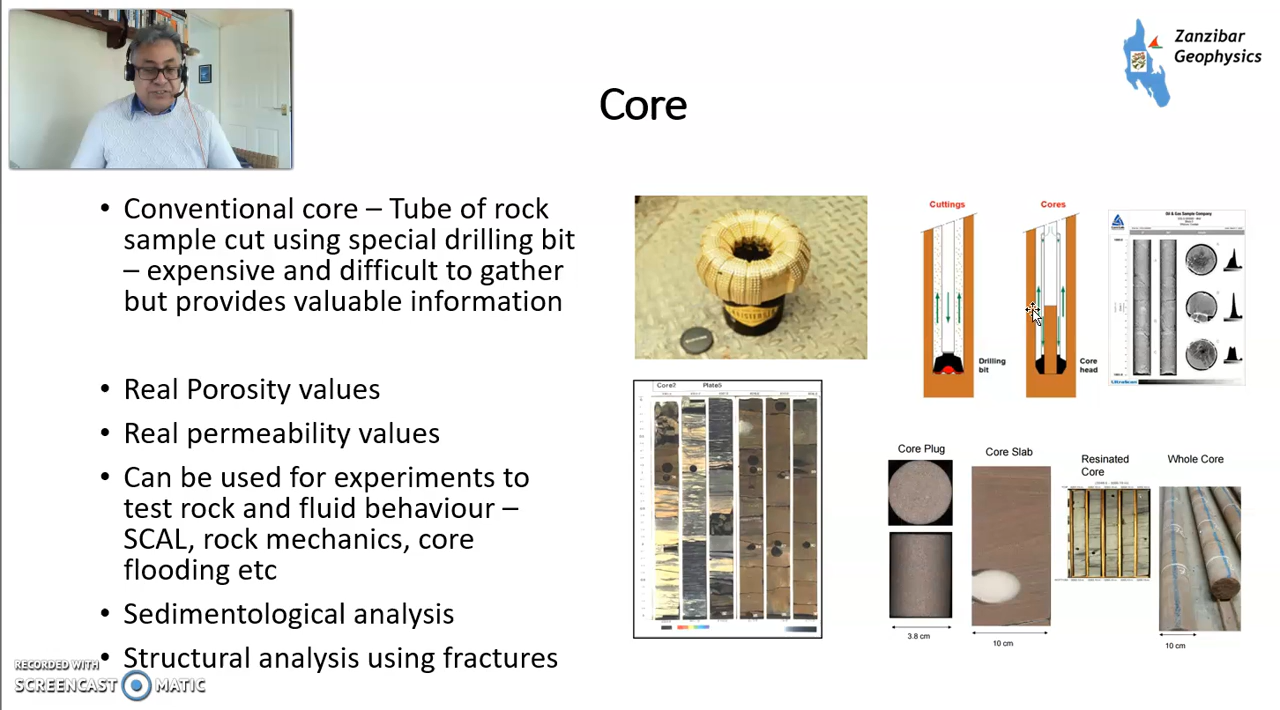 Zanzibar
Geophysics
Core
• Conventional core – Tube of rock
sample cut using special drilling bit
– expensive and difficult to gather
but provides valuable information
• Real Porosity values
• Real permeability values
• Can be used for experiments to
test rock and fluid behaviour –
SCAL, rock mechanics, core
flooding etc
• Sedimentological analysis
• Structural analysis using fractures
Cuttings
Cores
Drilling
bit
Core
head
Oil & Gas Sample Company
Core Plug
Core Slab
Resinated
Core
Whole Core
3.8 cm
10 cm
10 cm
RECORDED WITH
SCREENCAST MATIC